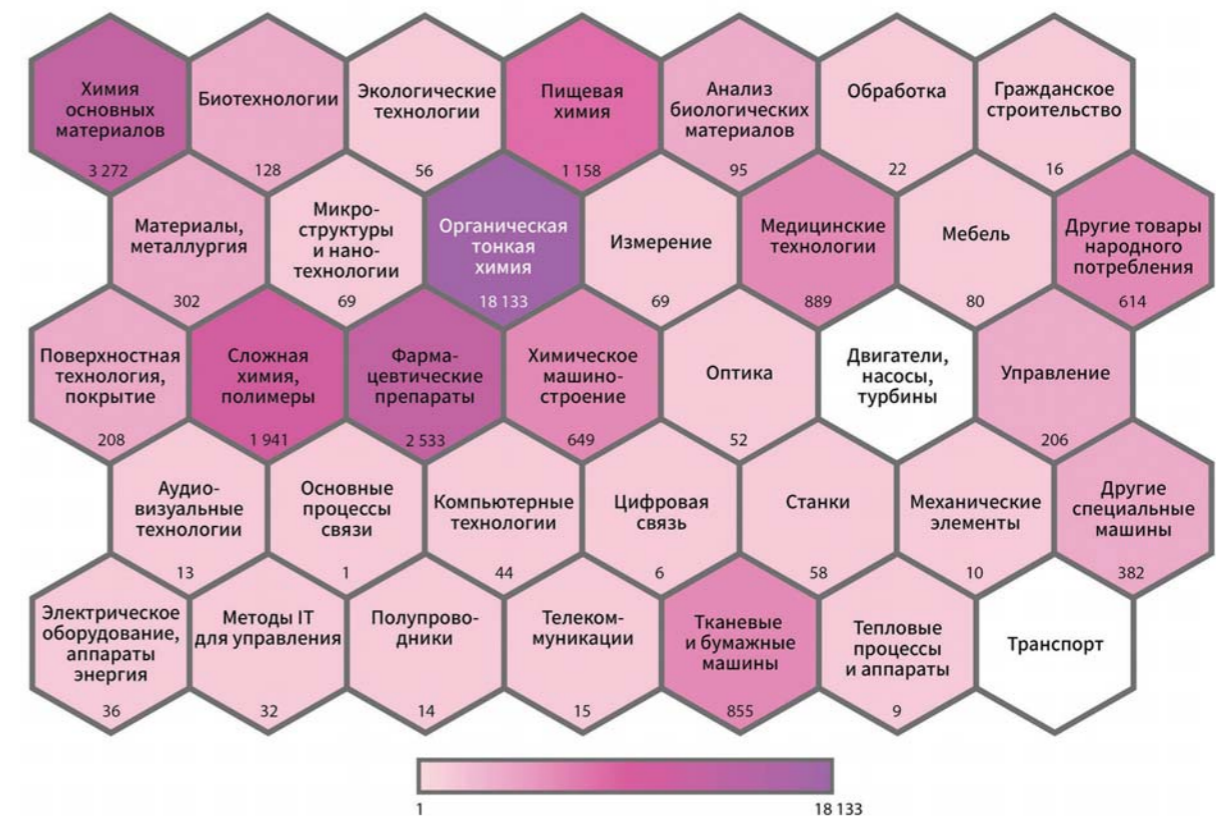 Химия
основных
материалов
3 272
Биотехнологии
128
Экологические
технологии
56
Пищевая
химия
1 158
Анализ
биологических
материалов
95
Обработка
22
Гражданское
строительство
16
Материалы,
металлургия
302
Микро-
структуры
и нано-
технологии
69
Органическая
тонкая
химия
18 133
Измерение
69
Медицинские
технологии
889
Мебель
80
Другие товары
народного
потребления
614
Поверхностная
технология,
покрытие
208
Сложная
химия,
полимеры
1 941
Фарма-
цевтические
препараты
2 533
Химическое
машино-
строение
649
Оптика
52
Двигатели,
насосы,
турбины
Управление
206
Аудио-
визуальные
технологии
13
Основные
процессы
связи
1
Компьютерные
технологии
44
Цифровая
связь
6
Станки
58
Механические
элементы
10
Другие
специальные
машины
382
Электрическое
оборудование,
аппараты
энергия
36
Методы IT
для управления
32
Полупрово-
дники
14
Телеком-
муникации
15
Тканевые
и бумажные
машины
855
Тепловые
процессы
и аппараты
9
Транспорт
1
18 133